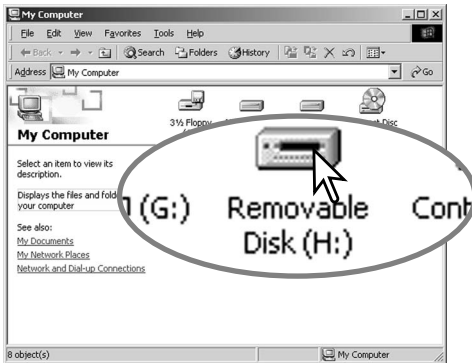 My Computer
File Edit View Favorites Tools Help
Back Search Folders History
Address My Computer Go
3½ Floppy
Disc
My Computer
Select an item to view its
description.
Displays the files and
your computer
(G:) Removable Cont
Disk (H:)
See also:
My Documents
My Network Places
Network and Dial-up Connections
8 object(s) My Computer